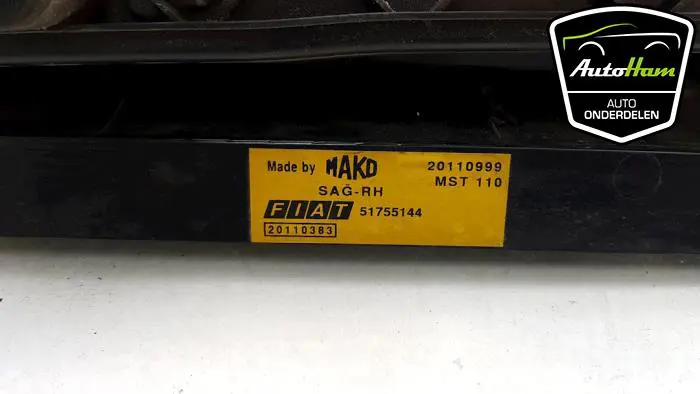 AutoHam
AUTO
ONDERDELEN
Made by MAKO 20110999
SAĞ-RH MST 110
FIAT 51755144
20110383